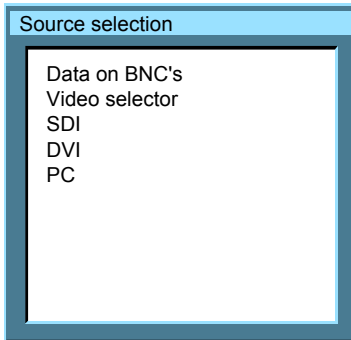 Source selection
Data on BNC's
Video selector
SDI
DVI
PC